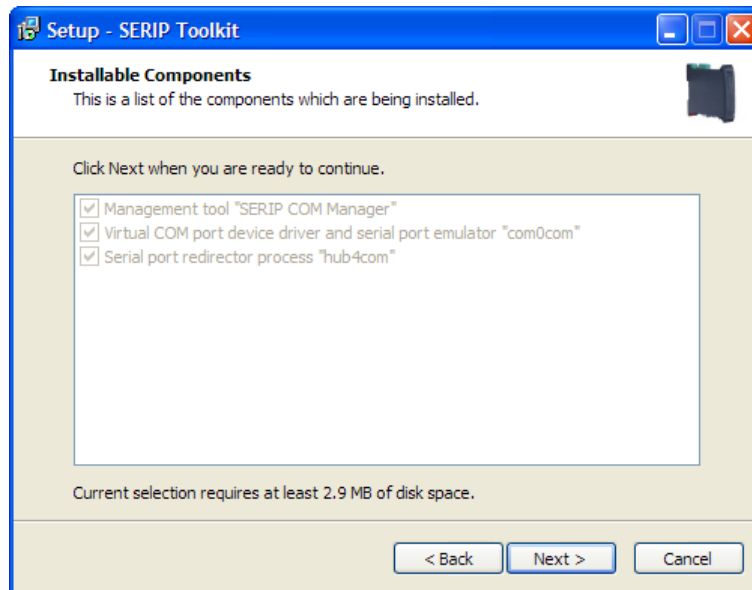 Setup - SERIP Toolkit
Installable Components
This is a list of the components which are being installed.
Click Next when you are ready to continue.
Management tool "SERIP COM Manager"
Virtual COM port device driver and serial port emulator "com0com"
Serial port redirector process "hub4com"
Current selection requires at least 2.9 MB of disk space.
< Back
Next >
Cancel